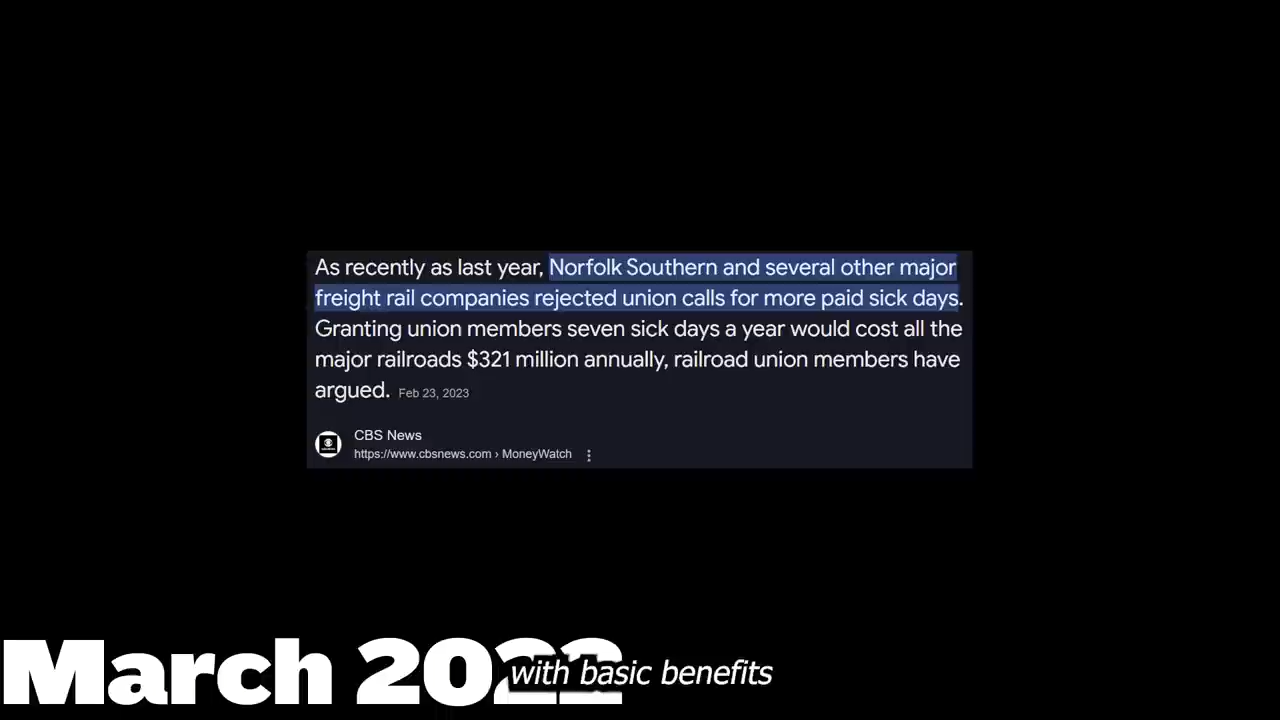 As recently as last year, Norfolk Southern and several other major
freight rail companies rejected union calls for more paid sick days.
Granting union members seven sick days a year would cost all the
major railroads $321 million annually, railroad union members have
argued. Feb 23, 2023
CBS News
https://www.cbsnews.com › MoneyWatch
March 2022
with basic benefits